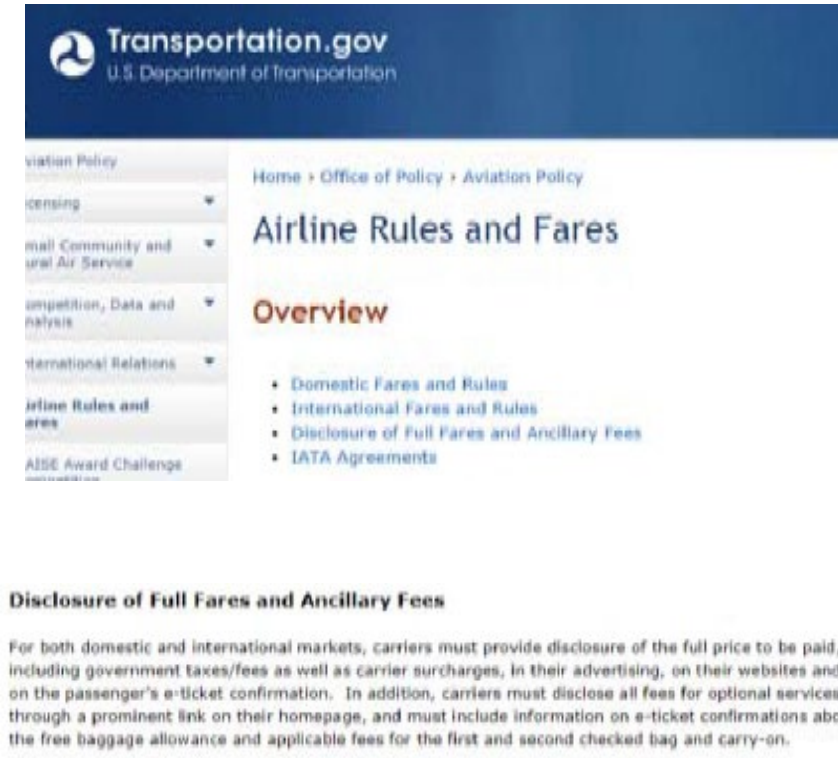 Transportation.gov
U.S. Department of Transportation
viation Policy
icensing
mall Community and
ural Air Service
ompetition, Data and
nalysis
nternational Relations
irline Rules and
ares
AISE Award Challenge
Home › Office of Policy › Aviation Policy
Airline Rules and Fares
Overview
• Domestic Fares and Rules
• International Fares and Rules
• Disclosure of Full Fares and Ancillary Fees
• IATA Agreements
Disclosure of Full Fares and Ancillary Fees
For both domestic and international markets, carriers must provide disclosure of the full price to be paid,
including government taxes/fees as well as carrier surcharges, in their advertising, on their websites and
on the passenger's e-ticket confirmation. In addition, carriers must disclose all fees for optional services
through a prominent link on their homepage, and must include information on e-ticket confirmations abo
the free baggage allowance and applicable fees for the first and second checked bag and carry-on.